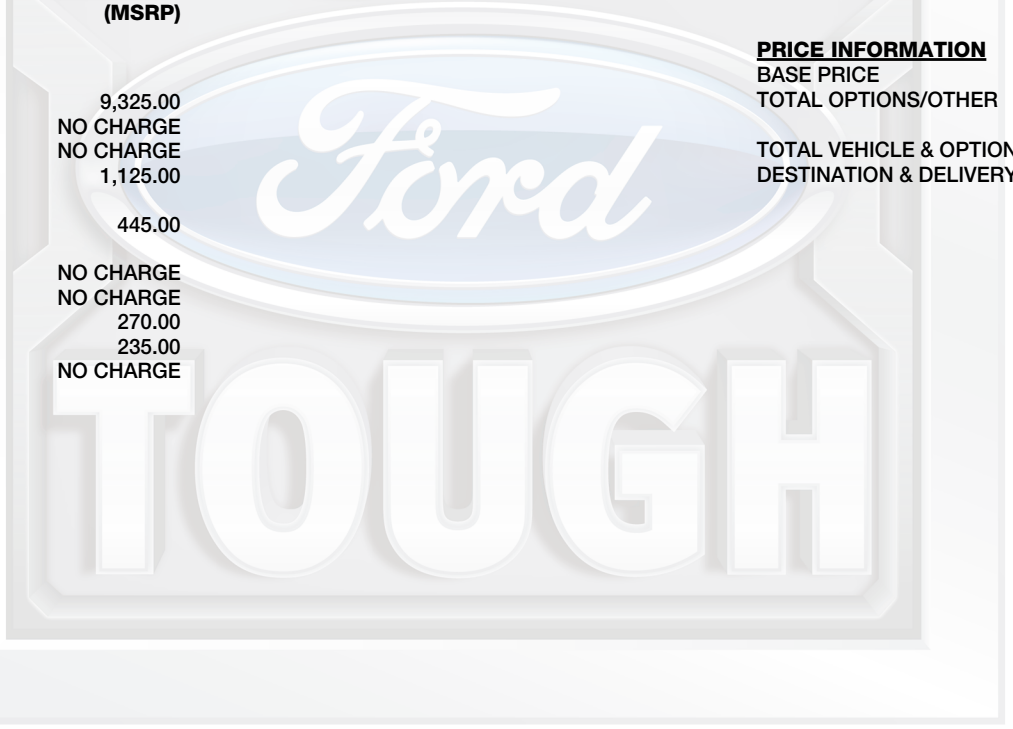 (MSRP)
9,325.00
NO CHARGE
NO CHARGE
1,125.00
445.00
NO CHARGE
NO CHARGE
270.00
235.00
NO CHARGE
PRICE INFORMATION
BASE PRICE
TOTAL OPTIONS/OTHER
TOTAL VEHICLE & OPTION
DESTINATION & DELIVERY
Ford
TOUGH